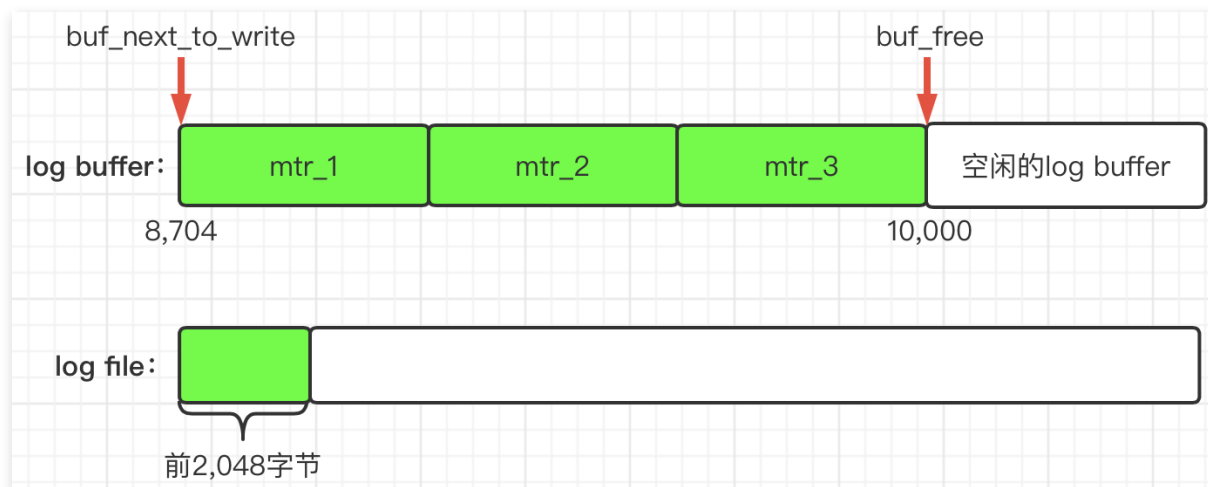 buf_next_to_write
buf_free
log buffer：
mtr_1
mtr_2
mtr_3
空闲的log buffer
8,704
10,000
log file：
前2,048字节